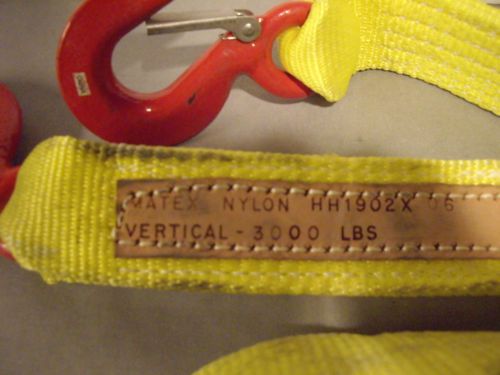 MATEX NYLON HH1902X 06
VERTICAL - 3000 LBS